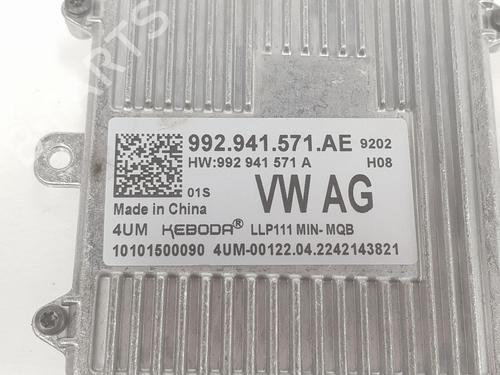 992.941.571.AE 9202
HW:992 941 571 A H08
01S VW AG
Made in China
4UM KEBODA® LLP111 MIN- MQB
10101500090 4UM-00122.04.2242143821